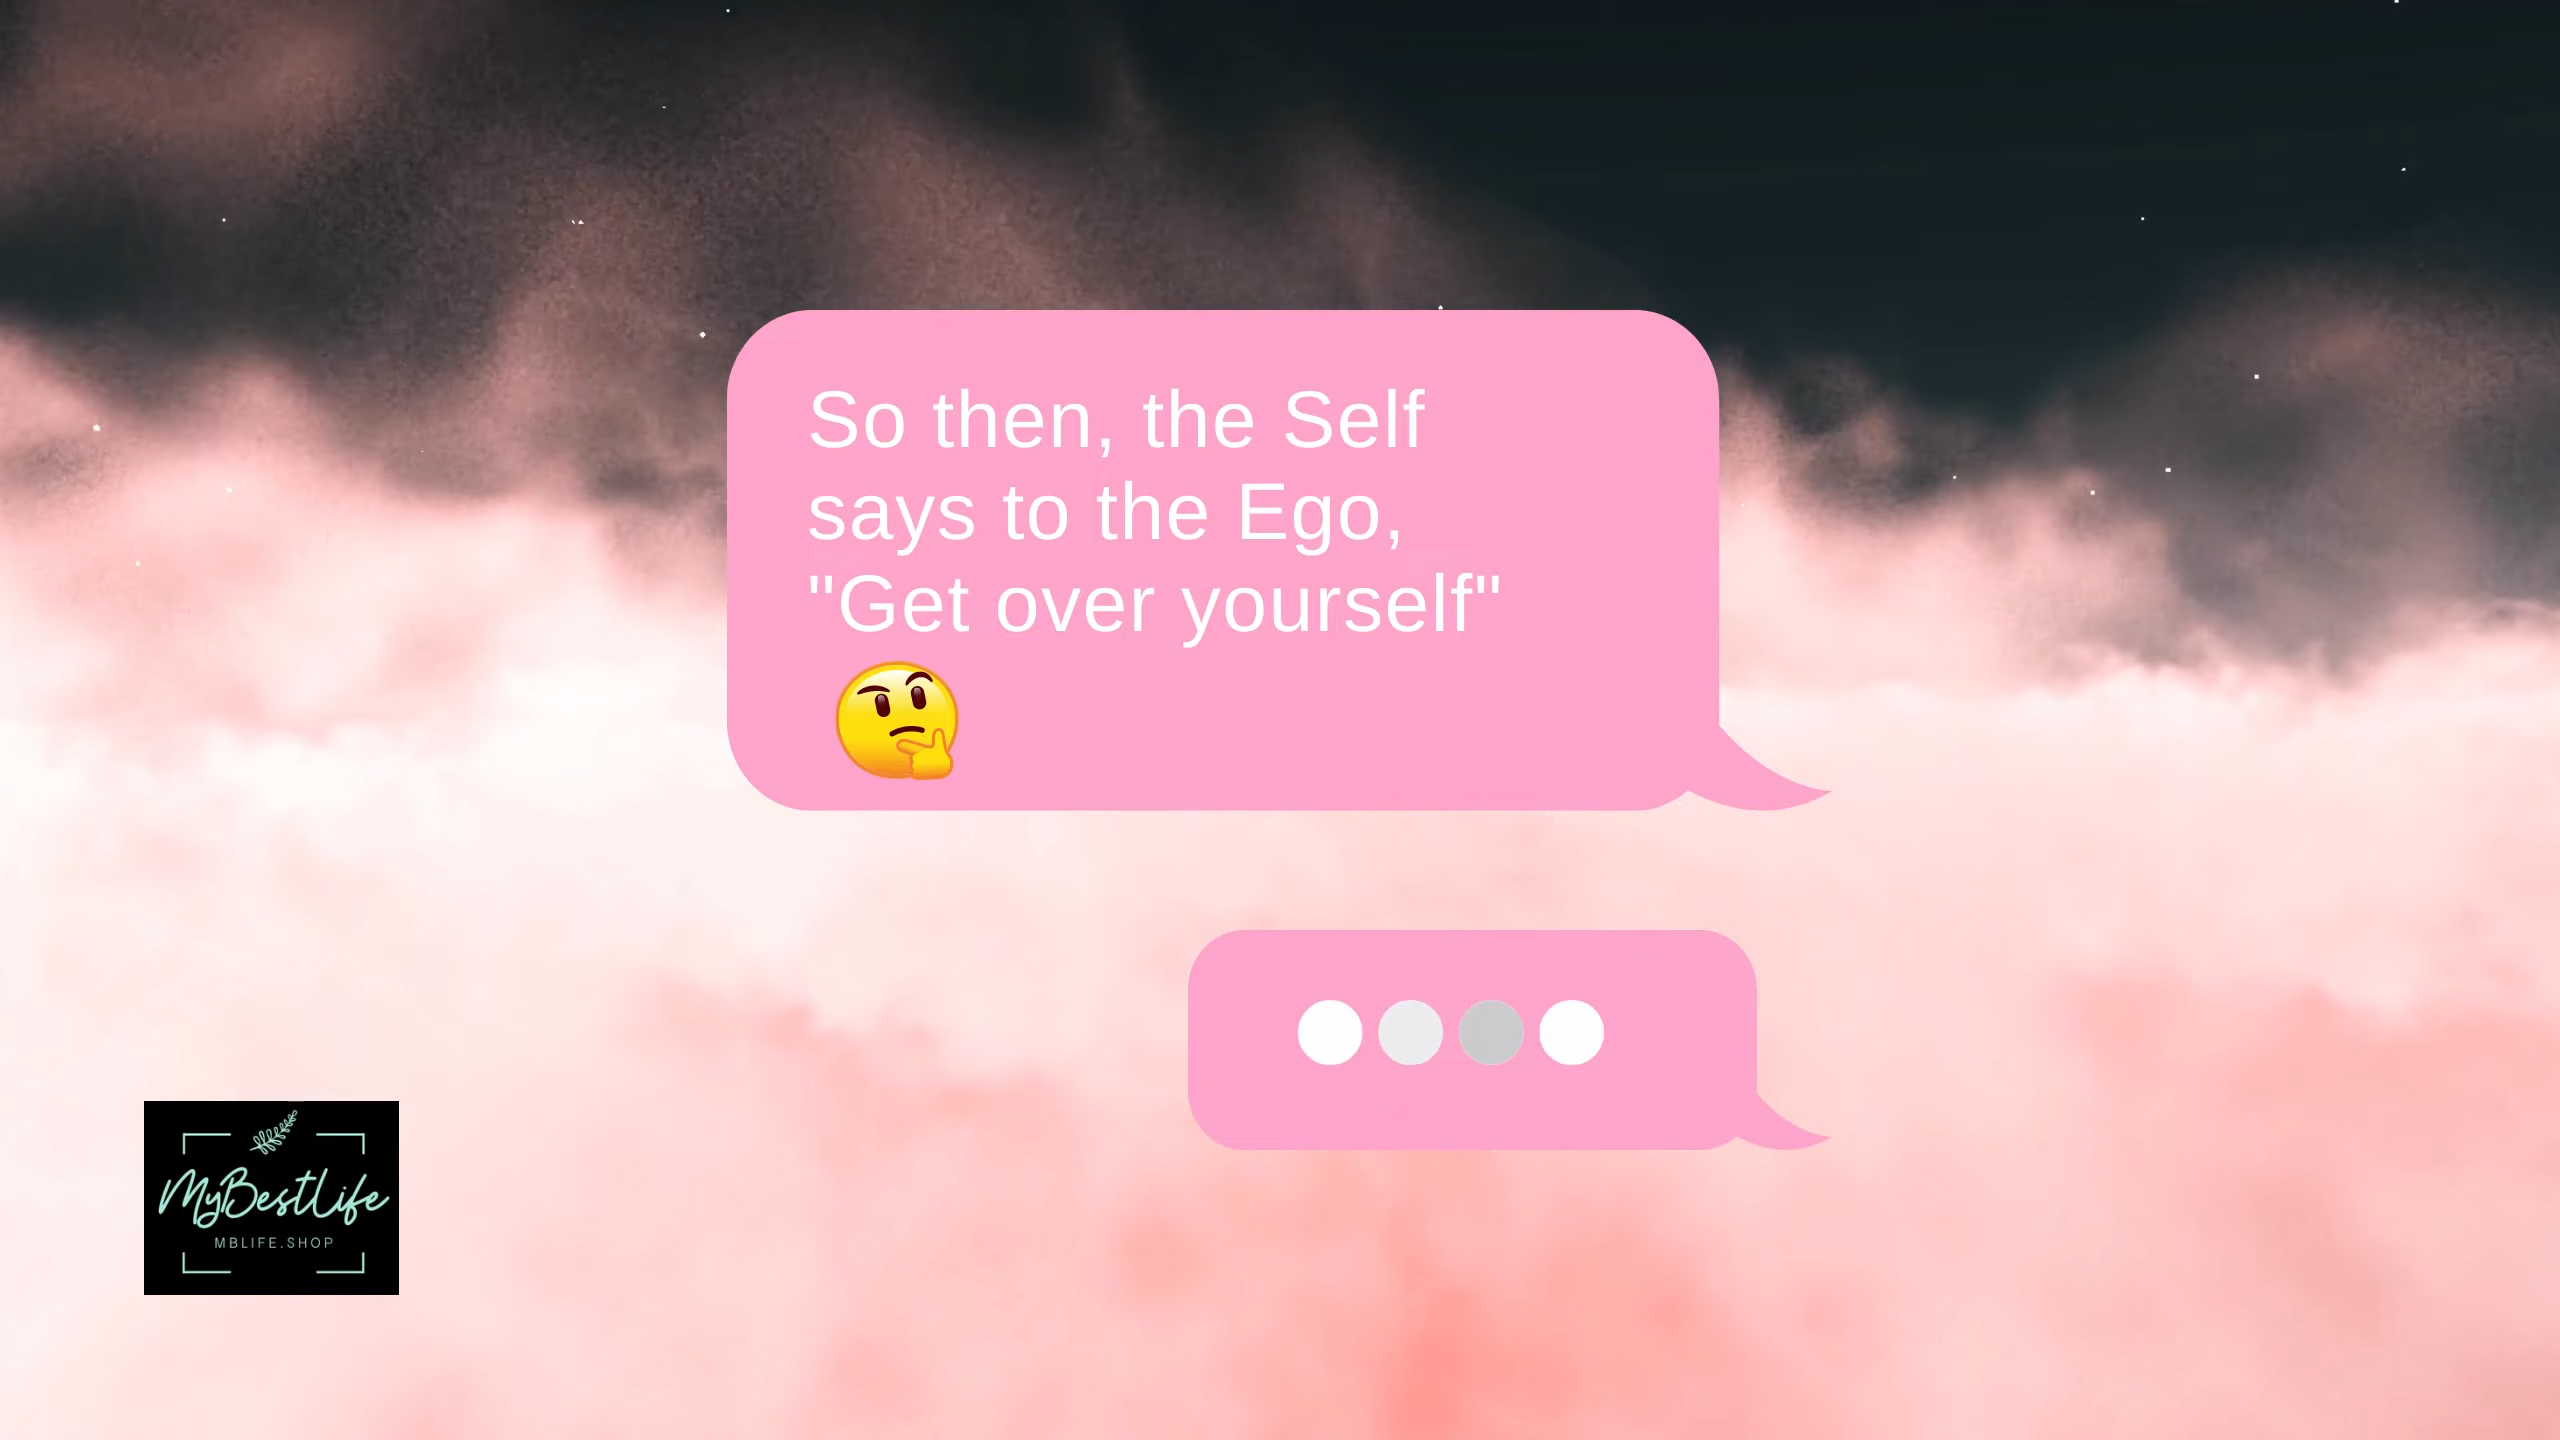 So then, the Self
says to the Ego,
"Get over yourself"
🤔
MyBestLife
MBLIFE.SHOP